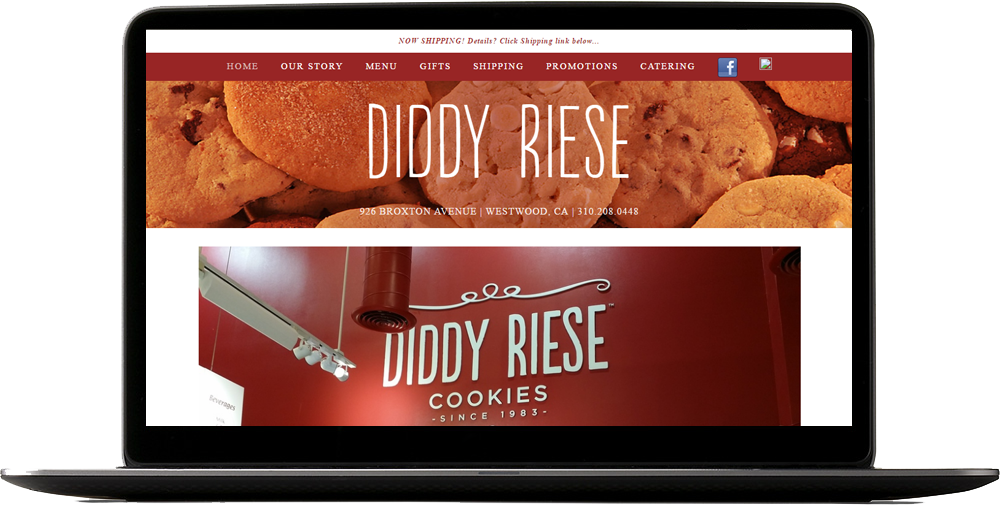 NOW SHIPPING! Details? Click Shipping link below...
HOME OUR STORY MENU GIFTS SHIPPING PROMOTIONS CATERING f
DIDDY RIESE
926 BROXTON AVENUE | WESTWOOD, CA | 310.208.0448
DIDDY RIESE™
COOKIES
-SINCE 1983-
Beverages